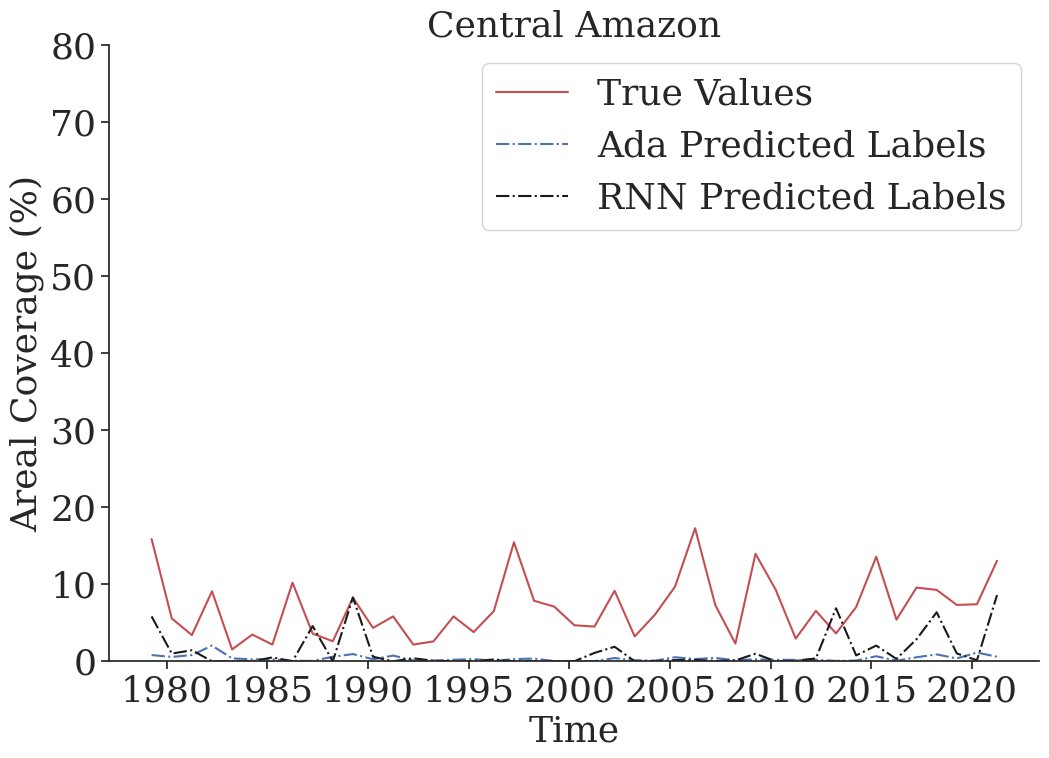 Central Amazon
True Values
Ada Predicted Labels
RNN Predicted Labels
Areal Coverage (%)
80
70
60
50
40
30
20
10
0
1980 1985 1990 1995 2000 2005 2010 2015 2020
Time